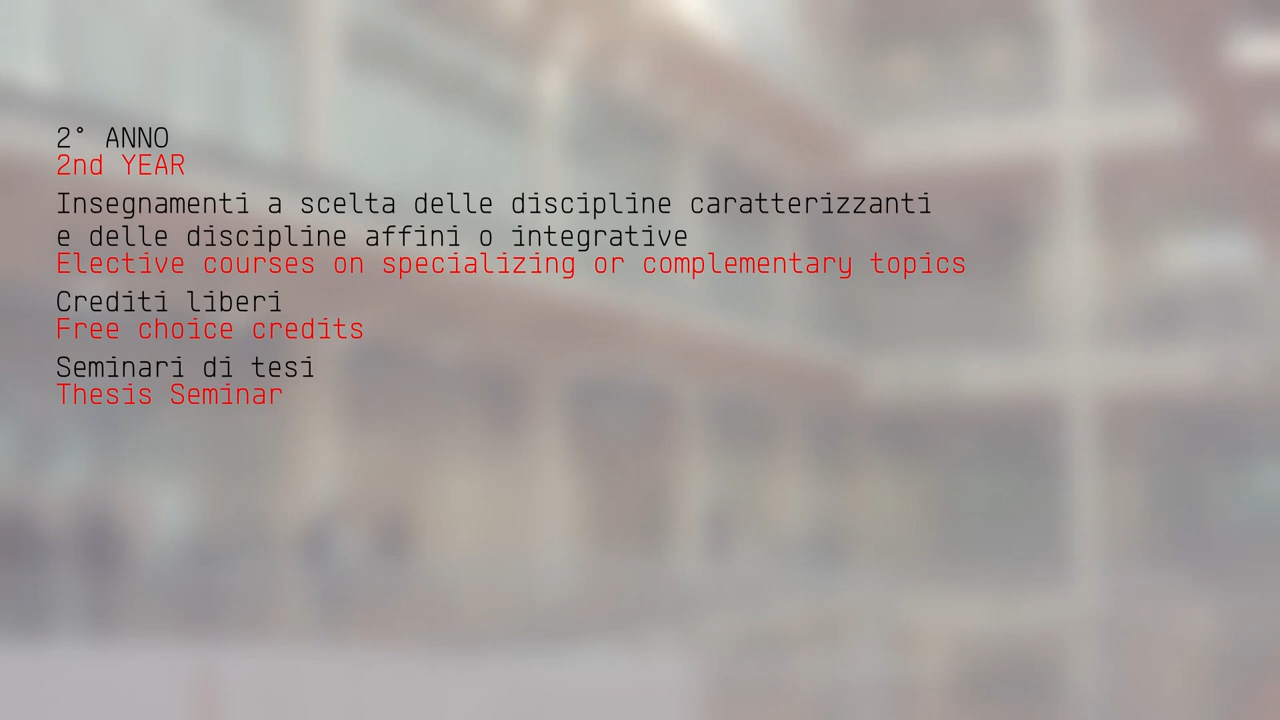 2° ANNO
2nd YEAR
Insegnamenti a scelta delle discipline caratterizzanti
e delle discipline affini o integrative
Elective courses on specializing or complementary topics
Crediti liberi
Free choice credits
Seminari di tesi
Thesis Seminar